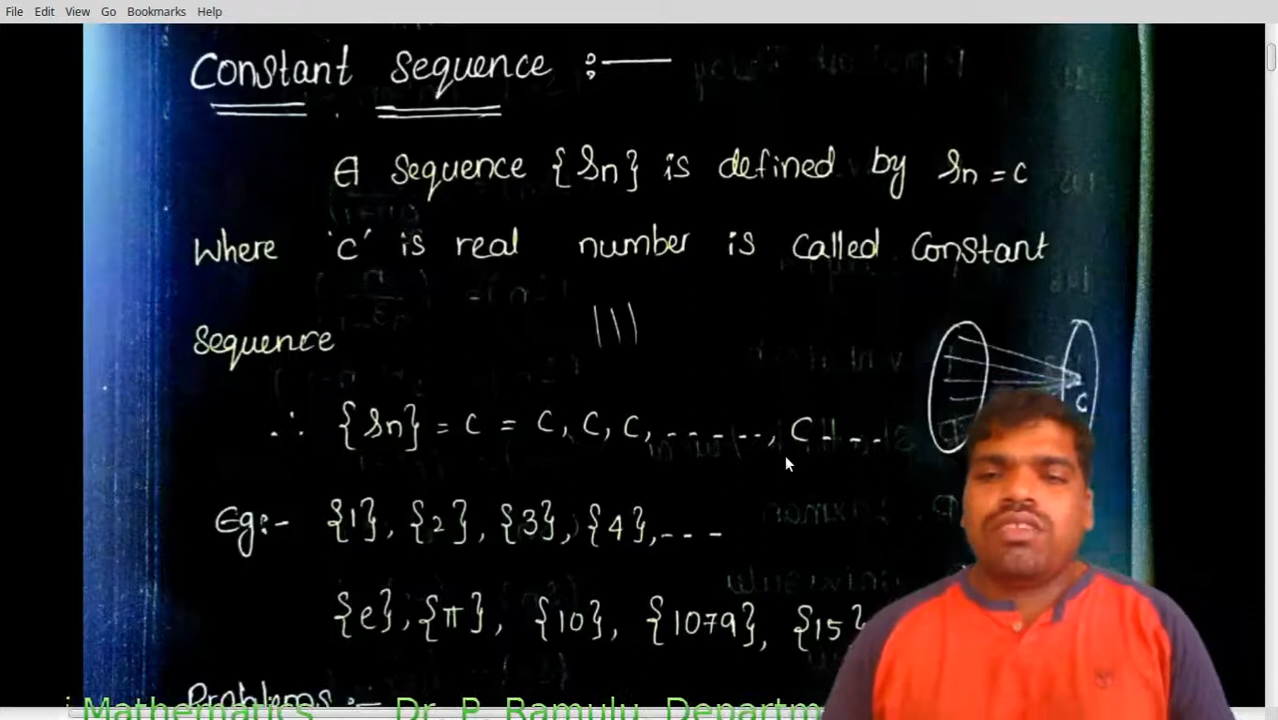 File Edit View Go Bookmarks Help
Constant Sequence :—
A Sequence {Sn} is defined by Sn = C
Where 'C' is real number is called Constant
Sequence
∴ {Sn} = C = C, C, C, -----, C----
C
Eg:- {1}, {2}, {3}, {4},---
{e}, {π}, {10}, {1079}, {15}
Problems :-
i Mathematics Dr. P. Ramulu, Departm